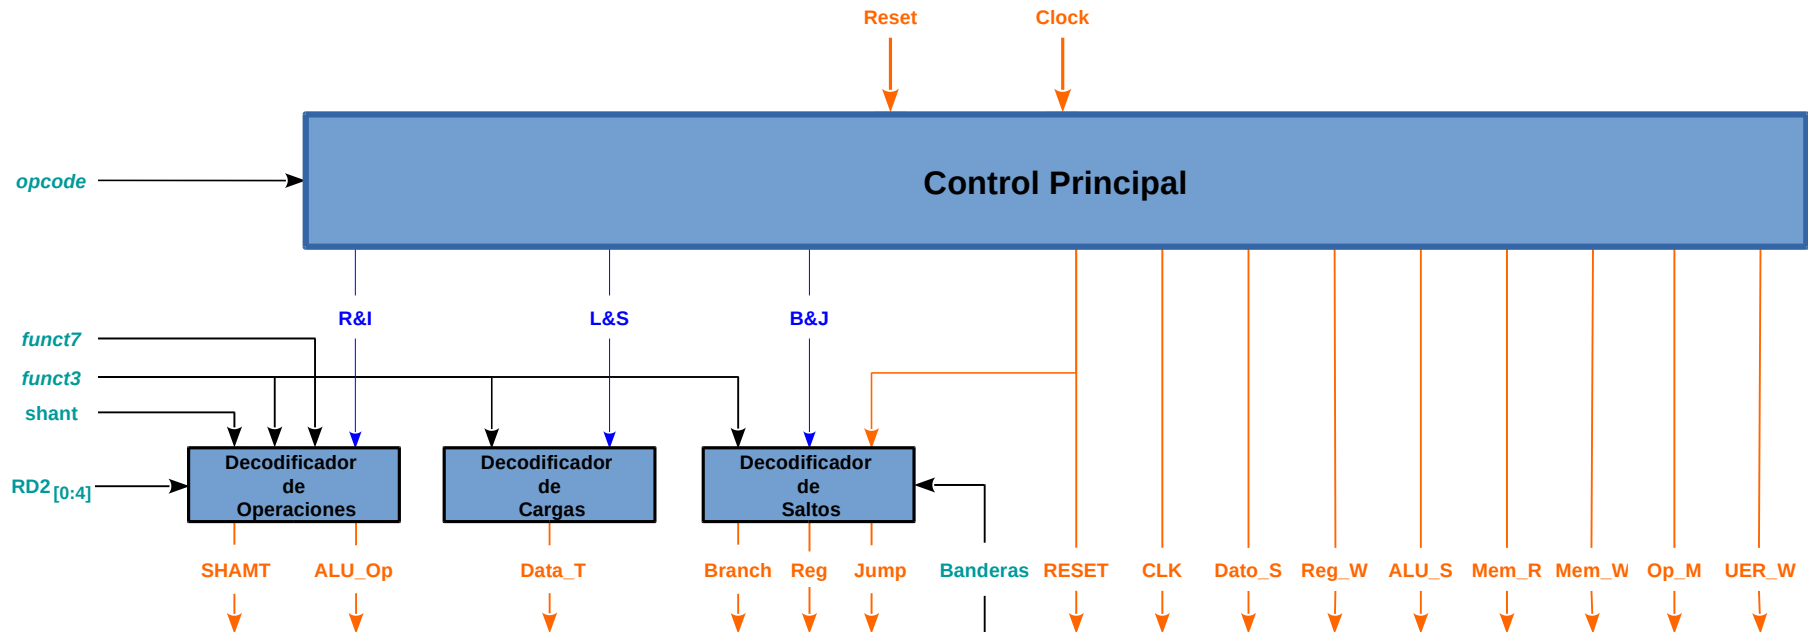 Reset Clock
opcode
Control Principal
R&I L&S B&J
funct7
funct3
shant
RD2 [0:4]
Decodificador
de
Operaciones
Decodificador
de
Cargas
Decodificador
de
Saltos
SHAMT ALU_Op Data_T Branch Reg Jump Banderas RESET CLK Dato_S Reg_W ALU_S Mem_R Mem_W Op_M UER_W